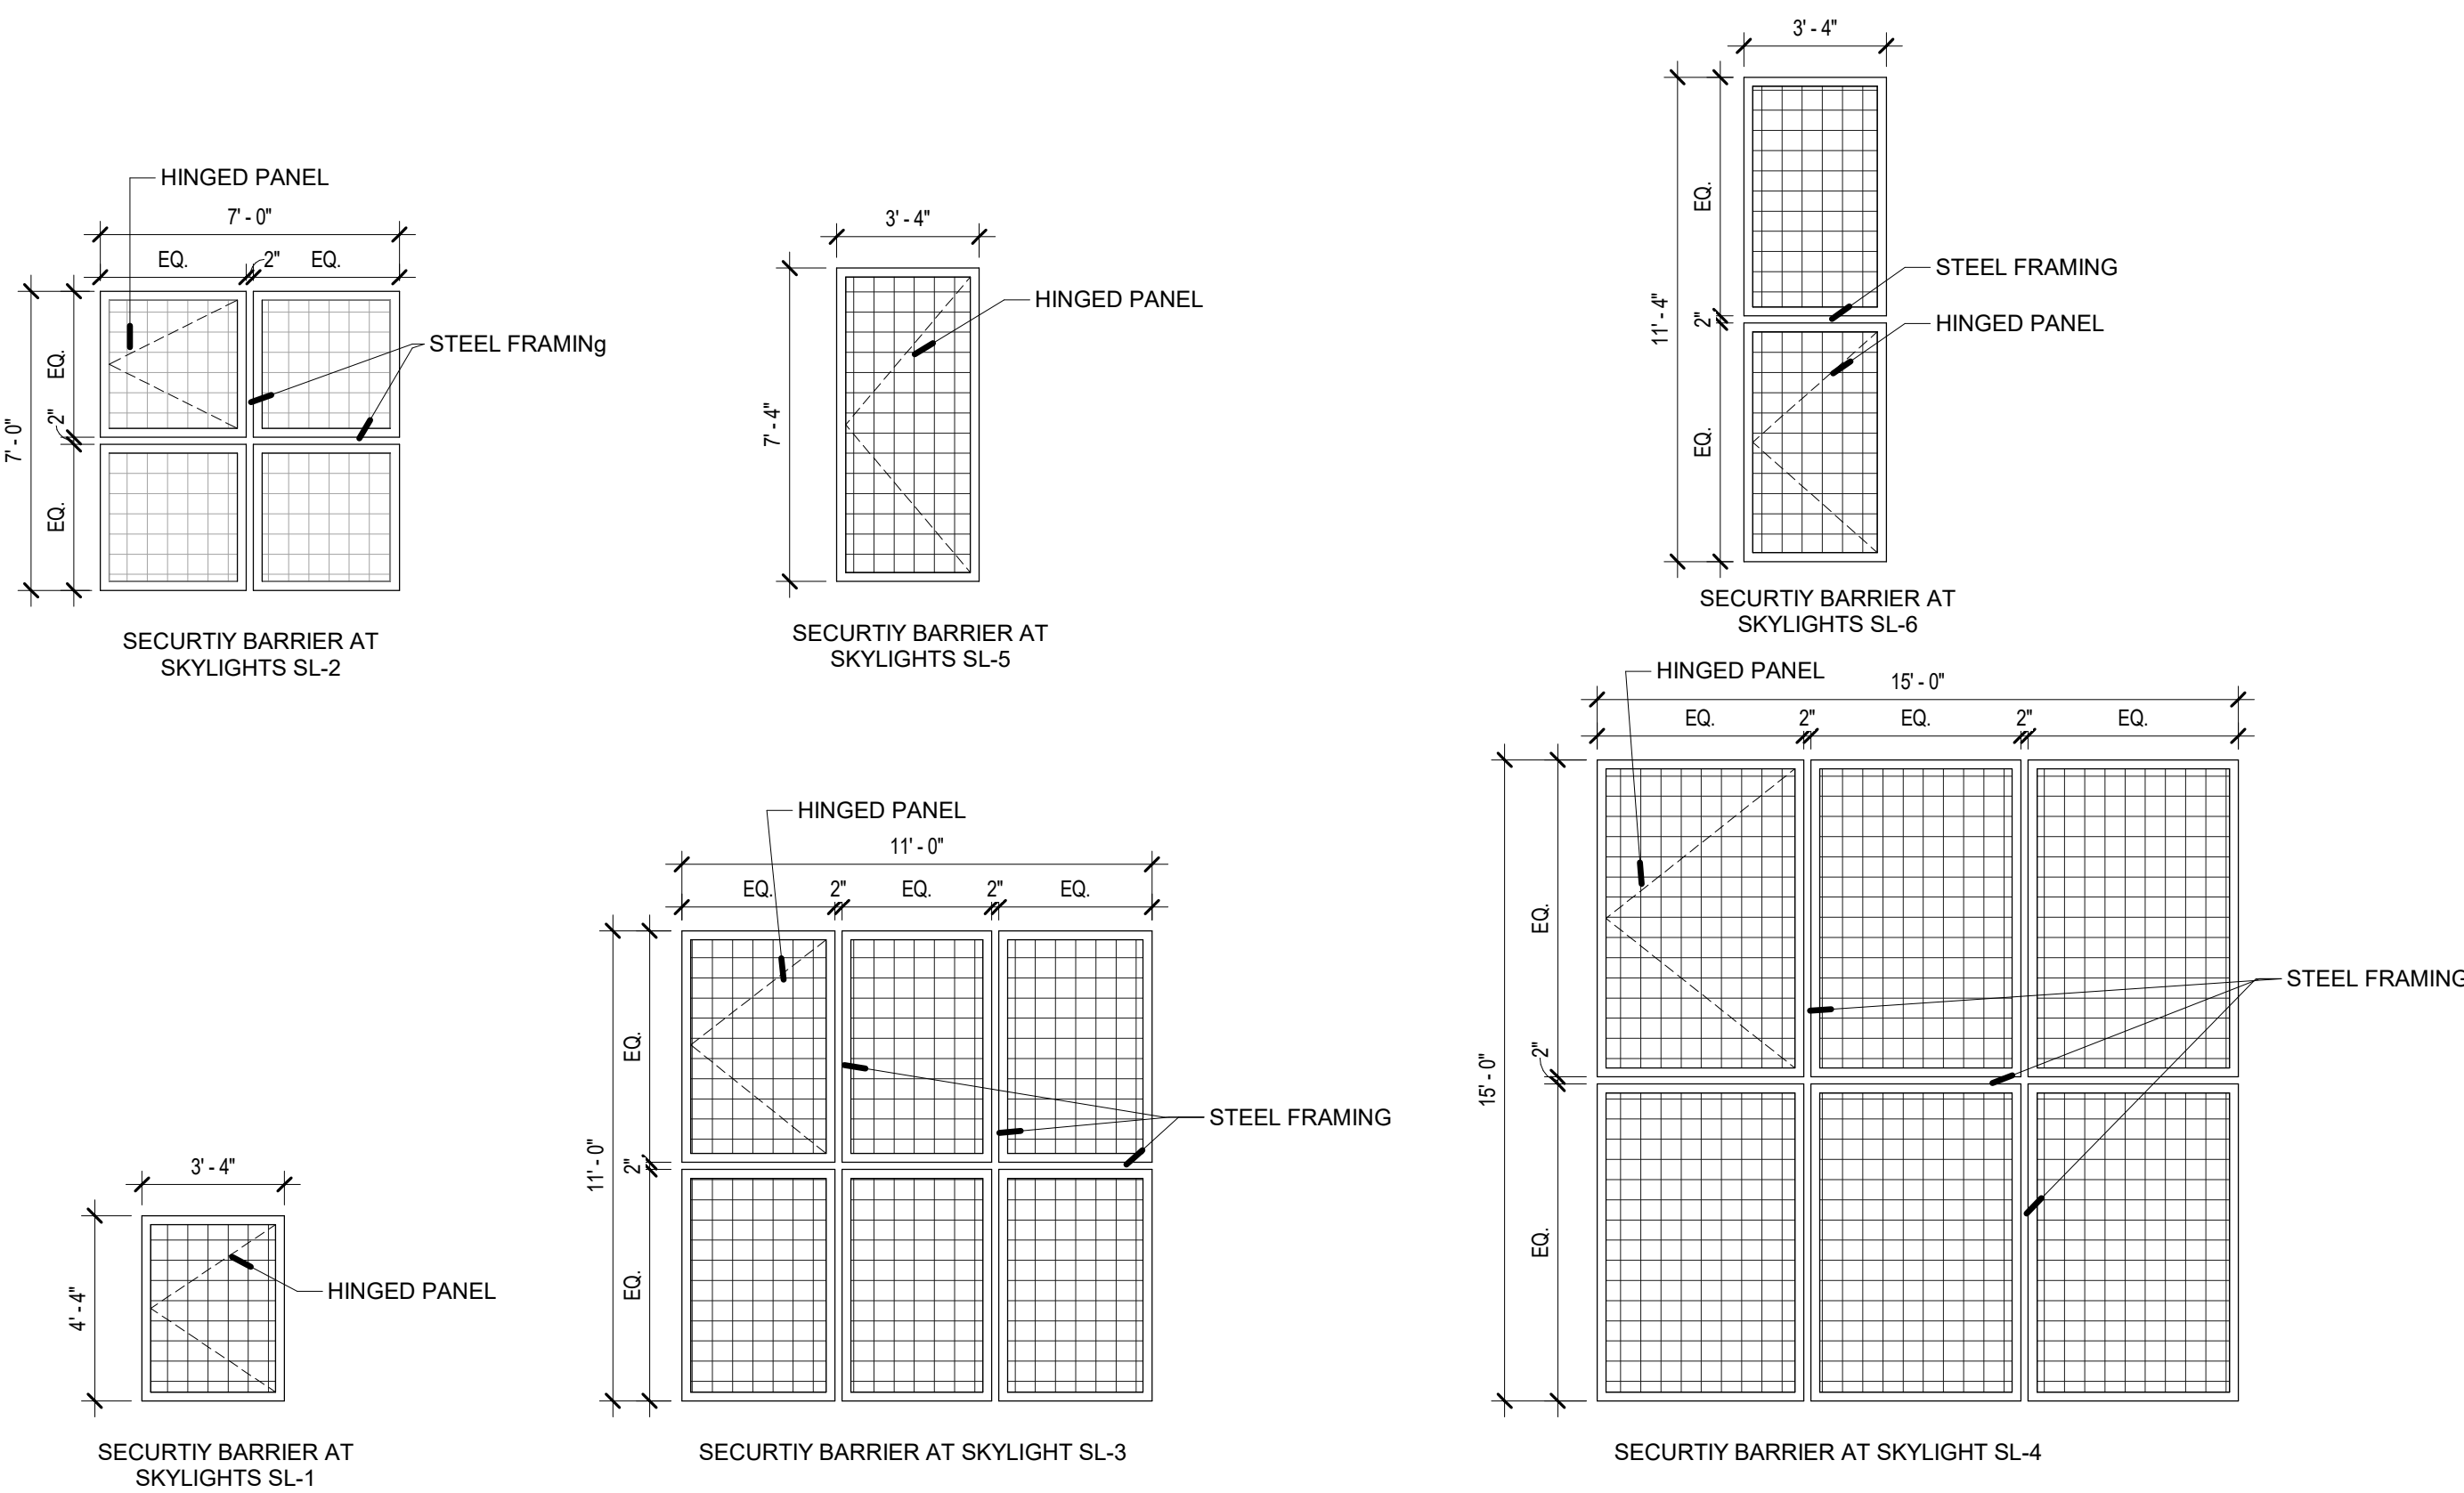 HINGED PANEL
7' - 0"
EQ.
2"
EQ.
EQ.
2"
EQ.
7' - 0"
STEEL FRAMINg
SECURTIY BARRIER AT
SKYLIGHTS SL-2
3' - 4"
7' - 4"
HINGED PANEL
SECURTIY BARRIER AT
SKYLIGHTS SL-5
3' - 4"
11' - 4"
EQ.
2"
EQ.
STEEL FRAMING
HINGED PANEL
SECURTIY BARRIER AT
SKYLIGHTS SL-6
3' - 4"
4' - 4"
HINGED PANEL
SECURTIY BARRIER AT
SKYLIGHTS SL-1
HINGED PANEL
11' - 0"
EQ.
2"
EQ.
2"
EQ.
11' - 0"
EQ.
2"
EQ.
STEEL FRAMING
SECURTIY BARRIER AT SKYLIGHT SL-3
HINGED PANEL
15' - 0"
EQ.
2"
EQ.
2"
EQ.
15' - 0"
EQ.
2"
EQ.
STEEL FRAMING
SECURTIY BARRIER AT SKYLIGHT SL-4